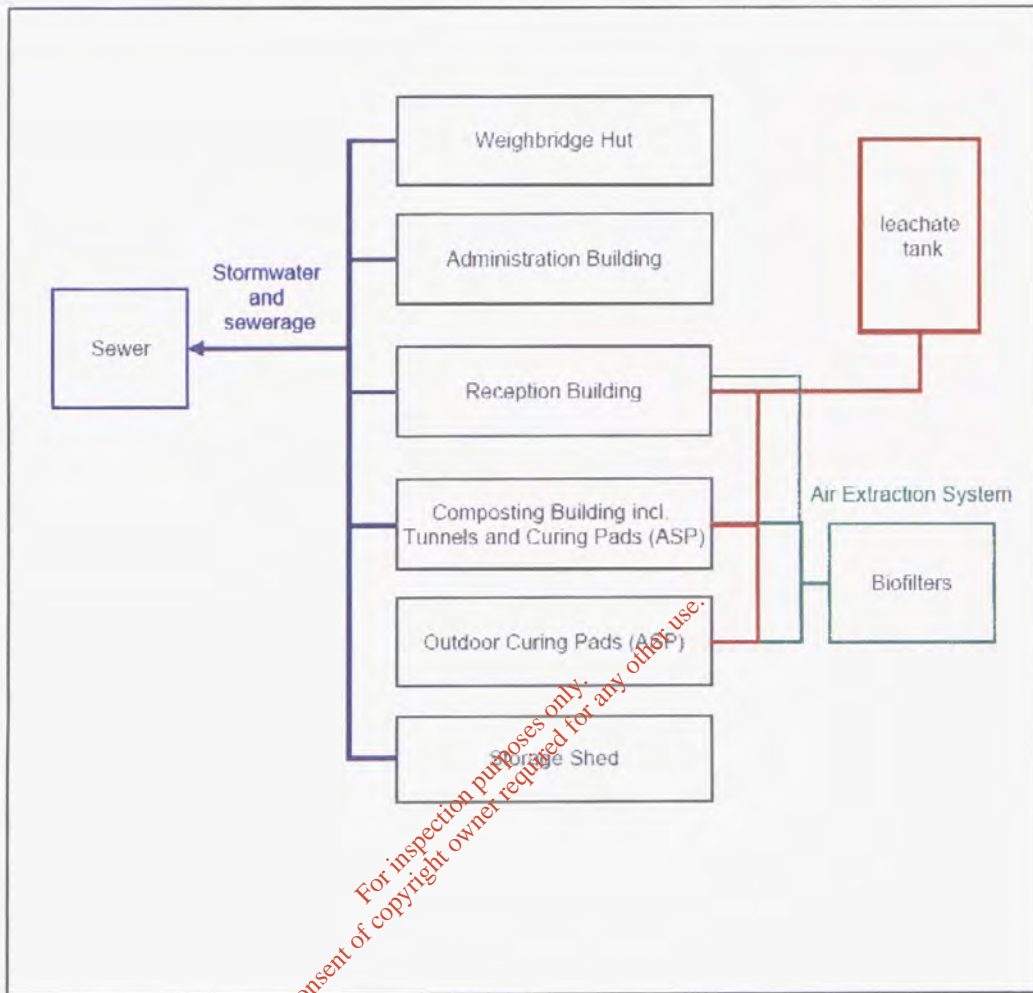 Weighbridge Hut
leachate
tank
Administration Building
Stormwater
and
sewerage
Sewer
Reception Building
Air Extraction System
Composting Building incl.
Tunnels and Curing Pads (ASP)
Biofilters
Outdoor Curing Pads (ASP)
Storage Shed
For inspection purposes only.
onsent of copyright owner required for any other use.